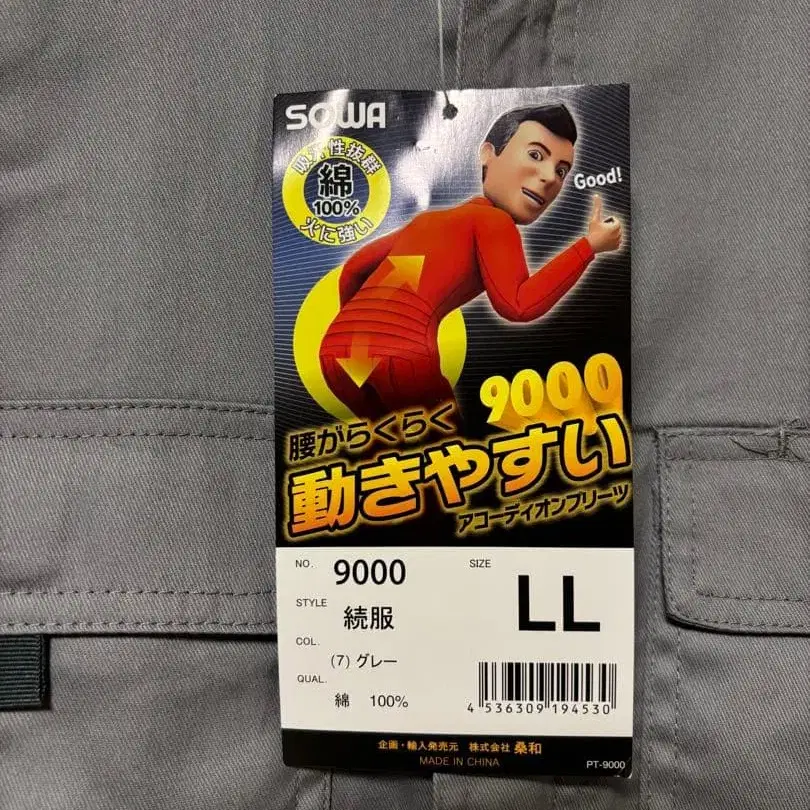 SOWA
吸汗性抜群
綿
100%
火に強い
Good!
9000
腰がらくらく
動きやすい
アコーディオンプリーツ
NO. 9000
SIZE LL
STYLE 続服
COL. (7) グレー
QUAL. 綿 100%
4 536309 194530
企画・輸入発売元 株式会社 桑和
MADE IN CHINA
PT-9000